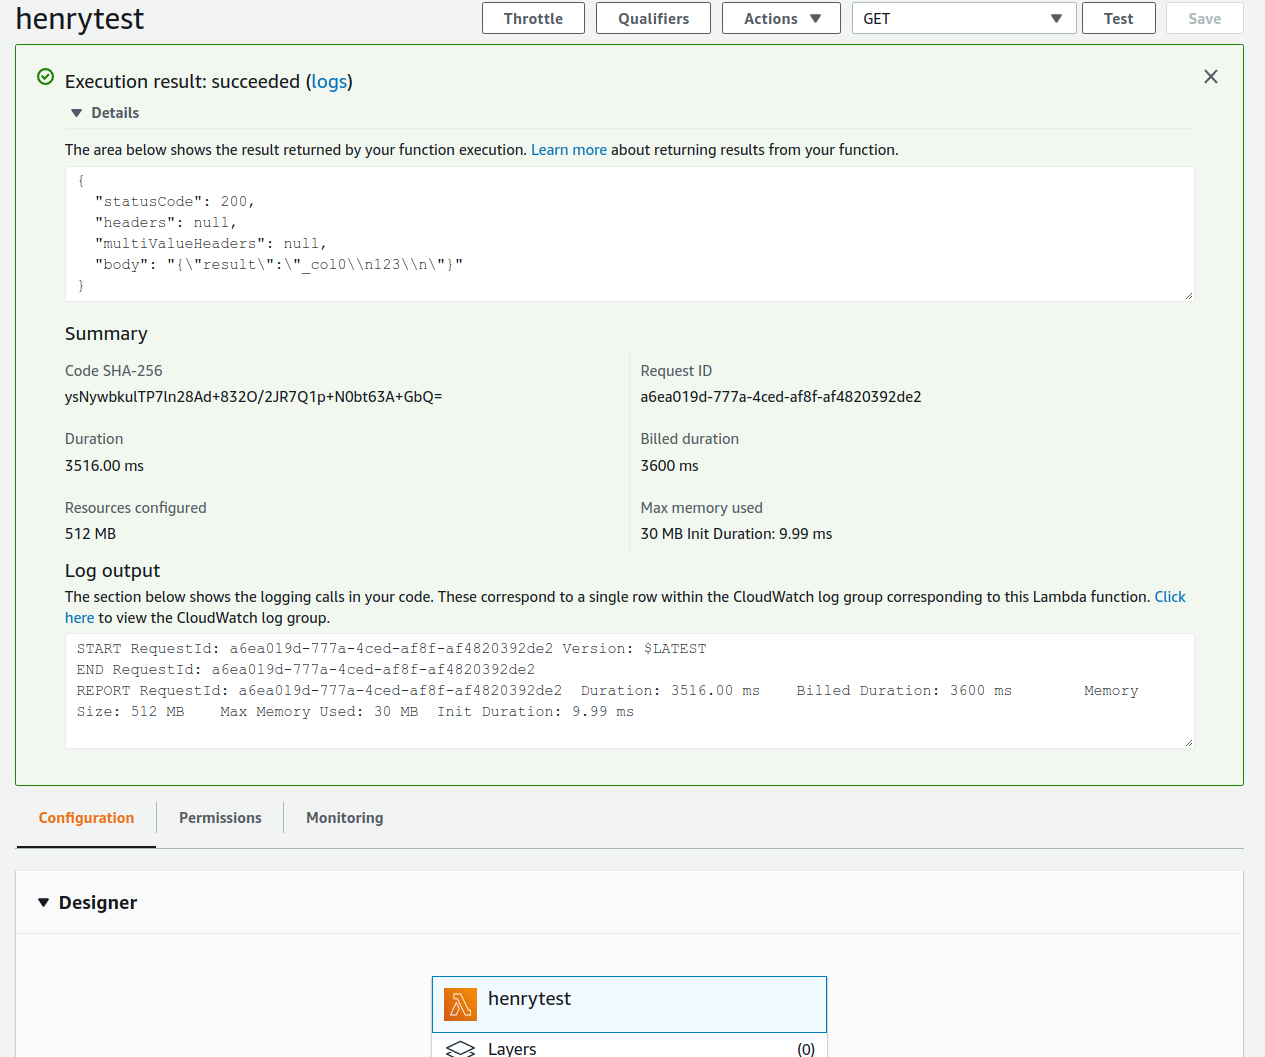 henrytest
Throttle Qualifiers Actions GET Test Save
Execution result: succeeded (logs)
Details
The area below shows the result returned by your function execution. Learn more about returning results from your function.
{
  "statusCode": 200,
  "headers": null,
  "multiValueHeaders": null,
  "body": "{\"result\":\"_col0\\n123\\n\"}"
}
Summary
Code SHA-256
ysNywbkulTP7ln28Ad+832O/2JR7Q1p+N0bt63A+GbQ=
Request ID
a6ea019d-777a-4ced-af8f-af4820392de2
Duration
3516.00 ms
Billed duration
3600 ms
Resources configured
512 MB
Max memory used
30 MB Init Duration: 9.99 ms
Log output
The section below shows the logging calls in your code. These correspond to a single row within the CloudWatch log group corresponding to this Lambda function. Click
here to view the CloudWatch log group.
START RequestId: a6ea019d-777a-4ced-af8f-af4820392de2 Version: $LATEST
END RequestId: a6ea019d-777a-4ced-af8f-af4820392de2
REPORT RequestId: a6ea019d-777a-4ced-af8f-af4820392de2 Duration: 3516.00 ms Billed Duration: 3600 ms Memory
Size: 512 MB Max Memory Used: 30 MB Init Duration: 9.99 ms
Configuration Permissions Monitoring
Designer
henrytest
Layers (0)